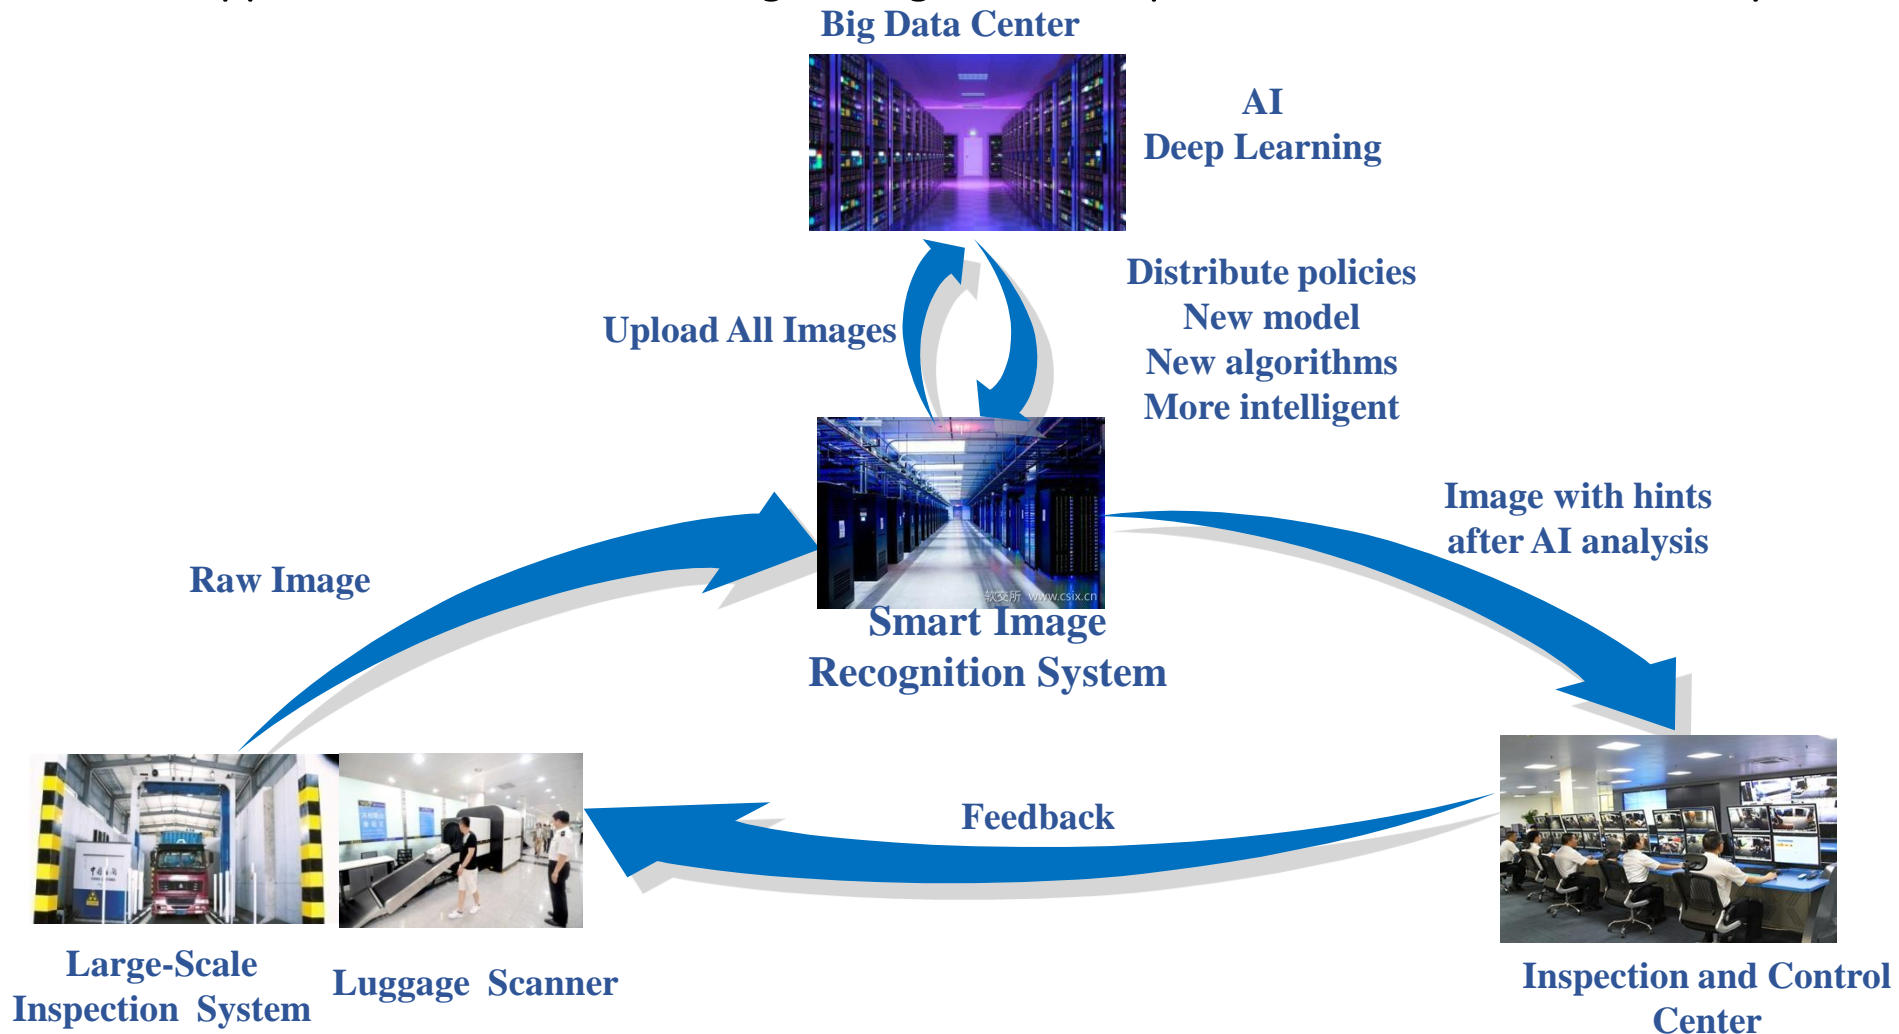 Big Data Center
AI
Deep Learning
Distribute policies
New model
New algorithms
More intelligent
Upload All Images
Image with hints
after AI analysis
Raw Image
软交所 www.csix.cn
Smart Image
Recognition System
Feedback
Large-Scale
Inspection System
Luggage Scanner
Inspection and Control
Center